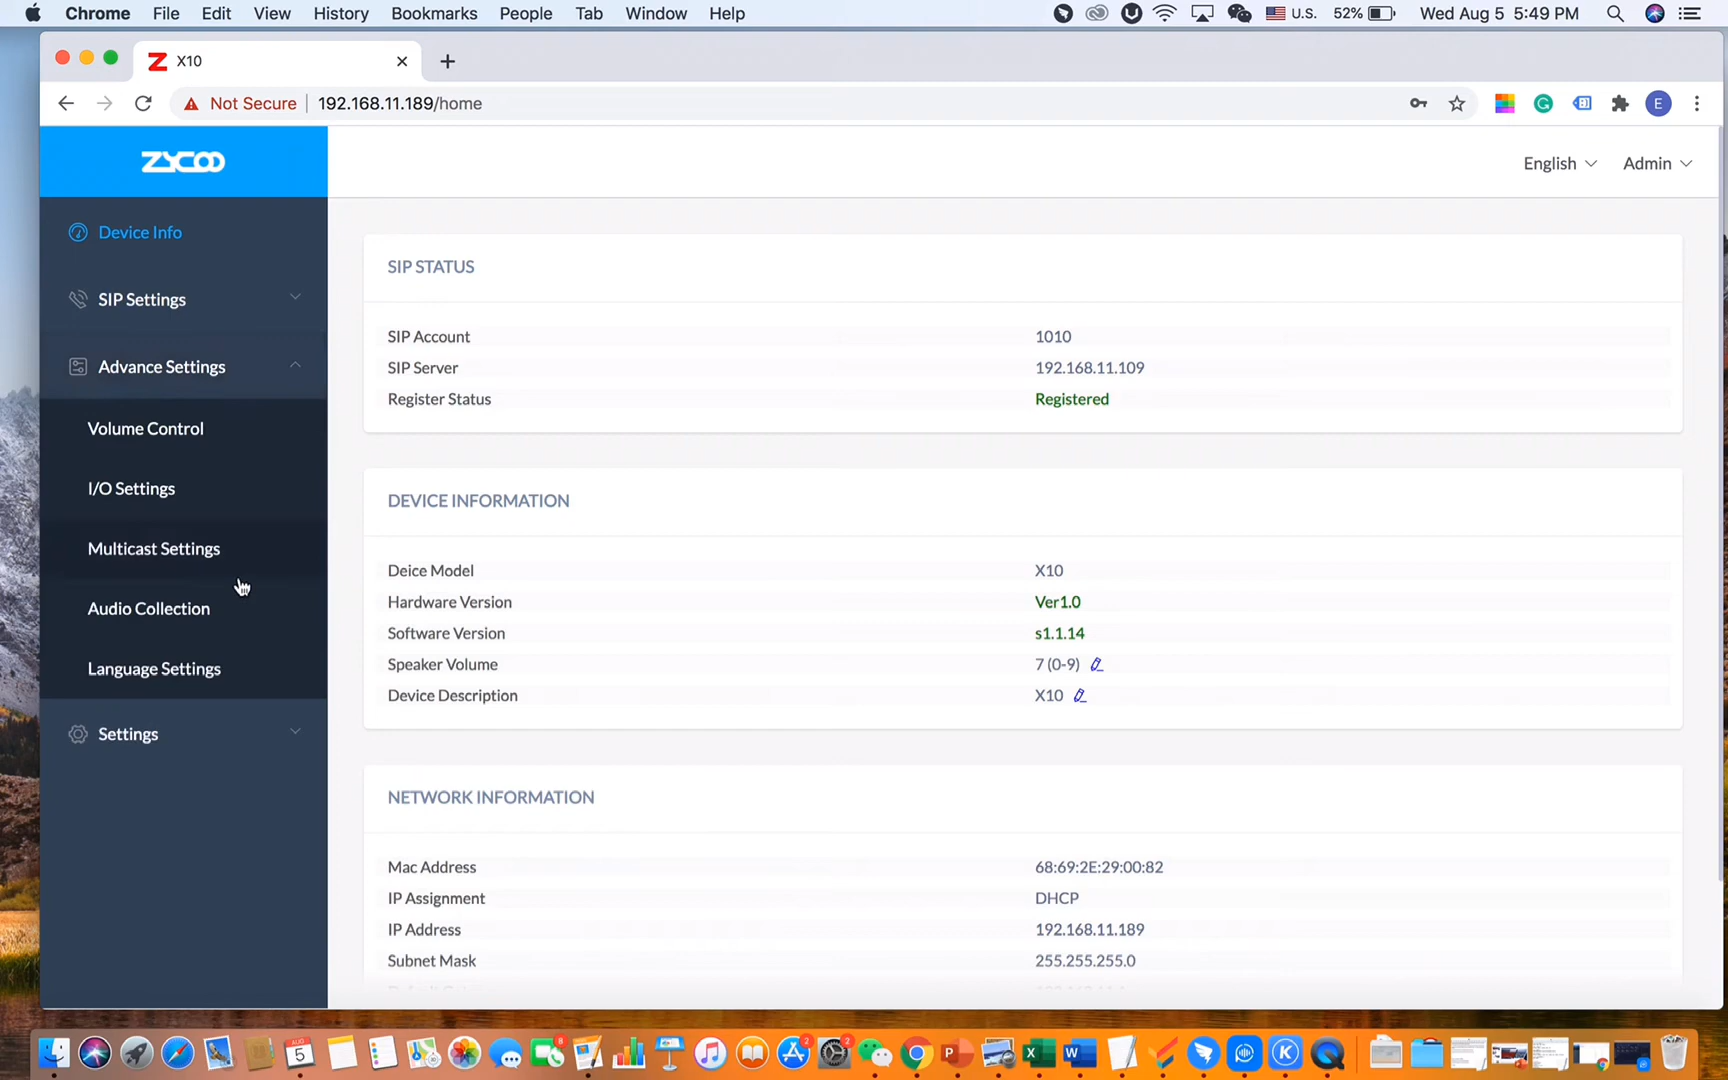 Chrome File Edit View History Bookmarks People Tab Window Help U.S. 52% Wed Aug 5 5:49 PM
X10
Not Secure 192.168.11.189/home E
ZYCOO
English Admin
Device Info
SIP Settings
Advance Settings
Volume Control
I/O Settings
Multicast Settings
Audio Collection
Language Settings
Settings
SIP STATUS
SIP Account 1010
SIP Server 192.168.11.109
Register Status Registered
DEVICE INFORMATION
Deice Model X10
Hardware Version Ver1.0
Software Version s1.1.14
Speaker Volume 7 (0-9)
Device Description X10
NETWORK INFORMATION
Mac Address 68:69:2E:29:00:82
IP Assignment DHCP
IP Address 192.168.11.189
Subnet Mask 255.255.255.0